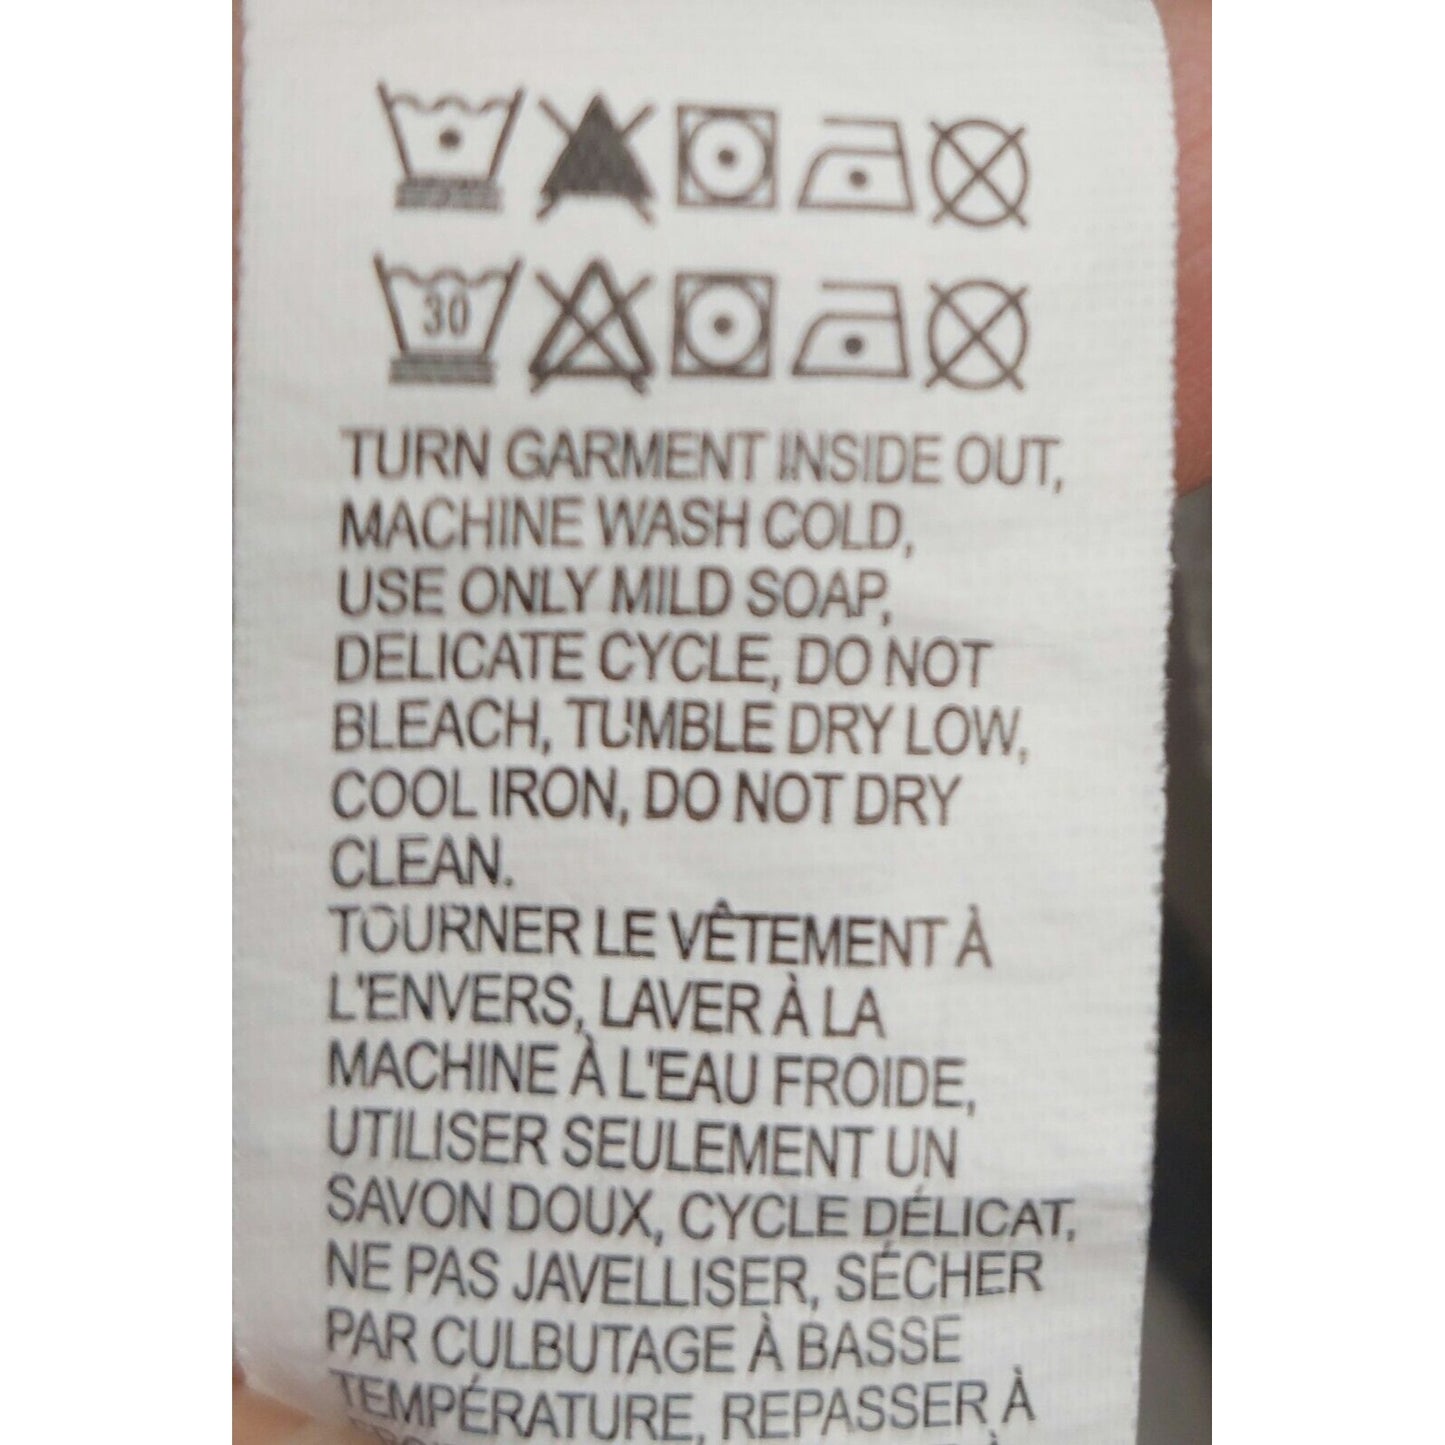 30
TURN GARMENT INSIDE OUT,
MACHINE WASH COLD,
USE ONLY MILD SOAP,
DELICATE CYCLE, DO NOT
BLEACH, TUMBLE DRY LOW,
COOL IRON, DO NOT DRY
CLEAN.
TOURNER LE VÊTEMENT À
L'ENVERS, LAVER À LA
MACHINE À L'EAU FROIDE,
UTILISER SEULEMENT UN
SAVON DOUX, CYCLE DÉLICAT,
NE PAS JAVELLISER, SÉCHER
PAR CULBUTAGE À BASSE
TEMPÉRATURE, REPASSER À